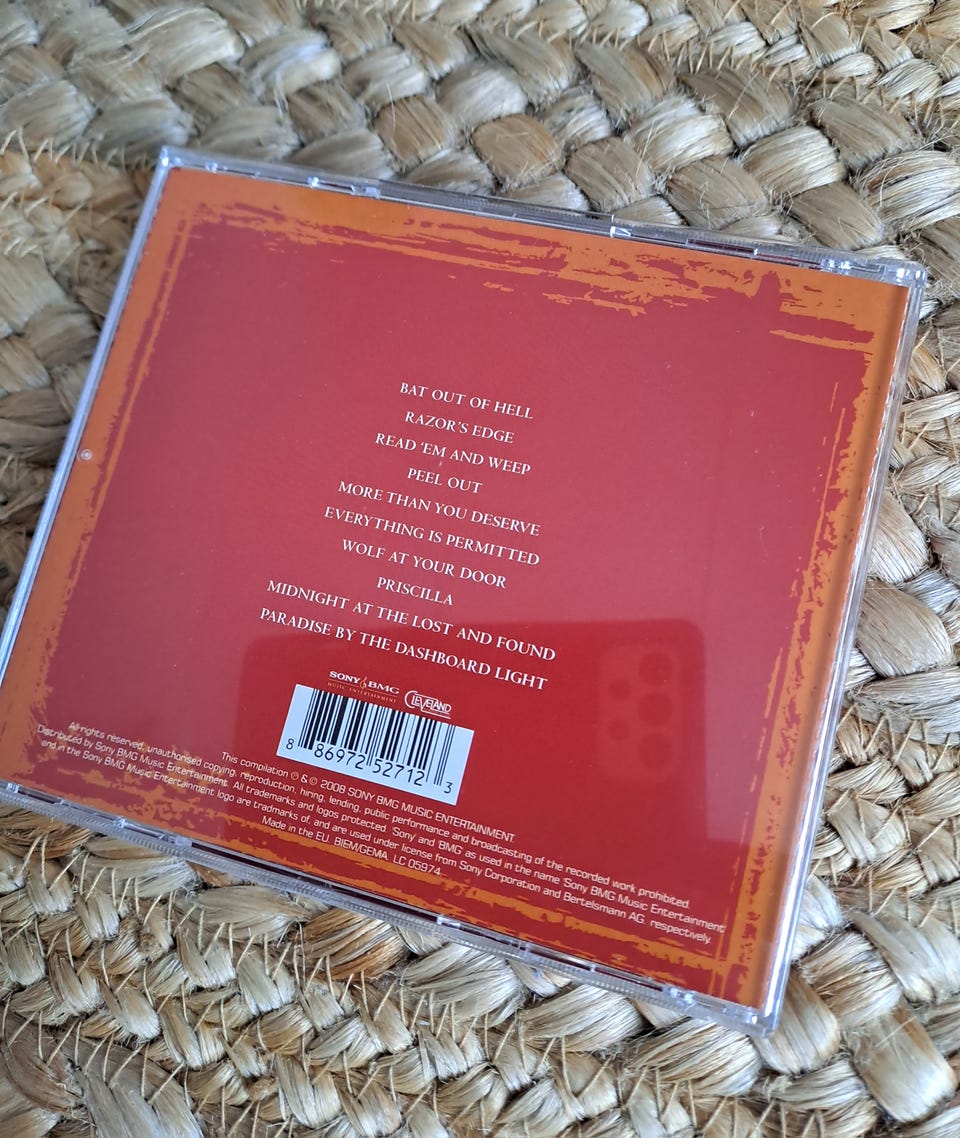 BAT OUT OF HELL
RAZOR'S EDGE
READ 'EM AND WEEP
PEEL OUT
MORE THAN YOU DESERVE
EVERYTHING IS PERMITTED
WOLF AT YOUR DOOR
PRISCILLA
MIDNIGHT AT THE LOST AND FOUND
PARADISE BY THE DASHBOARD LIGHT
SONY BMG
MUSIC ENTERTAINMENT
CLEVELAND
8 86972 52712 3
This compilation ℗ & © 2008 SONY BMG MUSIC ENTERTAINMENT.
All rights reserved, unauthorised copying, reproduction, hiring, lending, public performance and broadcasting of the recorded work prohibited.
Distributed by Sony BMG Music Entertainment. All trademarks and logos protected. 'Sony' and 'BMG' as used in the name 'Sony BMG Music Entertainment'
and in the Sony BMG Music Entertainment logo are trademarks of, and are used under license from Sony Corporation and Bertelsmann AG, respectively.
Made in the EU. BIEM/GEMA. LC 05974.